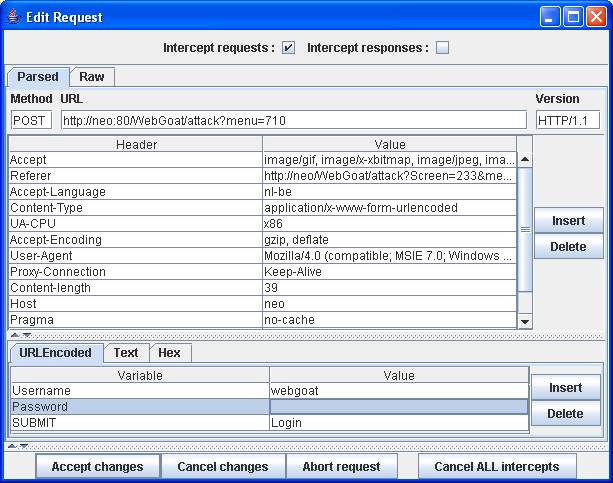 Edit Request
Intercept requests : Intercept responses :
Parsed Raw
Method URL Version
POST http://neo:80/WebGoat/attack?menu=710 HTTP/1.1
Header Value
Accept image/gif, image/x-xbitmap, image/jpeg, ima...
Referer http://neo/WebGoat/attack?Screen=233&me...
Accept-Language nl-be
Content-Type application/x-www-form-urlencoded
UA-CPU x86
Accept-Encoding gzip, deflate
User-Agent Mozilla/4.0 (compatible; MSIE 7.0; Windows ...
Proxy-Connection Keep-Alive
Content-length 39
Host neo
Pragma no-cache
Insert
Delete
URLEncoded Text Hex
Variable Value
Username webgoat
Password
SUBMIT Login
Insert
Delete
Accept changes Cancel changes Abort request Cancel ALL intercepts